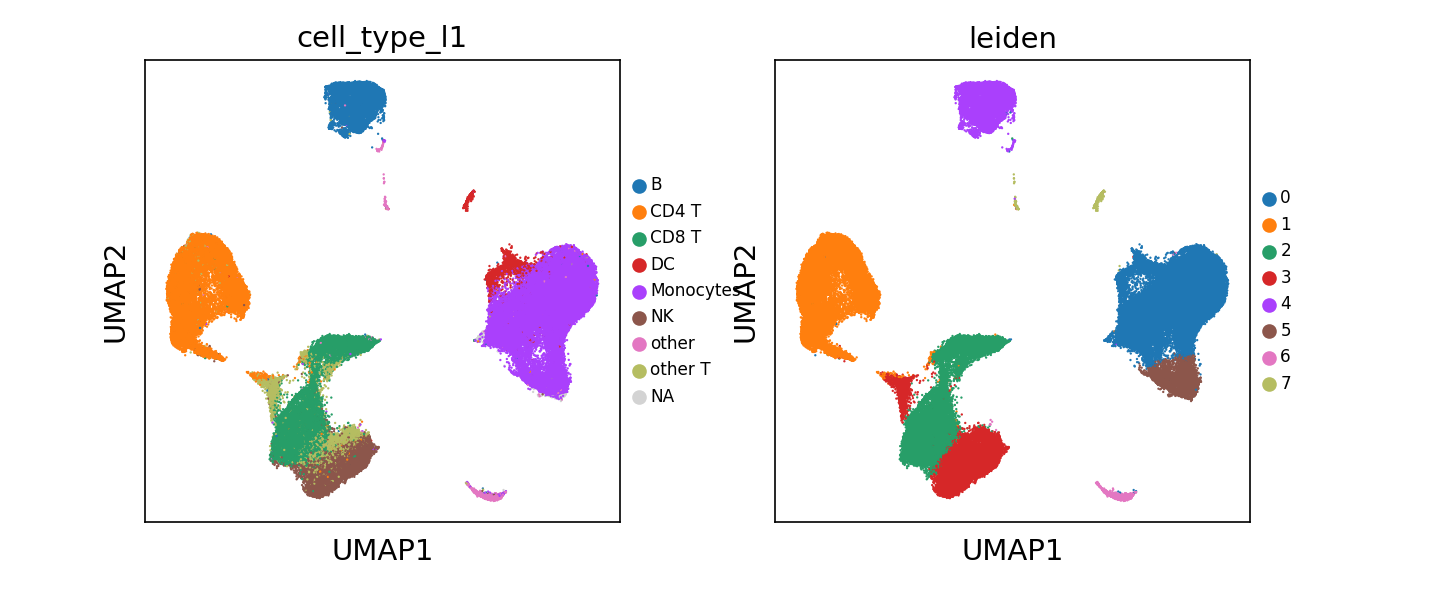 cell_type_l1
UMAP2
UMAP1
B
CD4 T
CD8 T
DC
Monocytes
NK
other
other T
NA
leiden
UMAP2
UMAP1
0
1
2
3
4
5
6
7